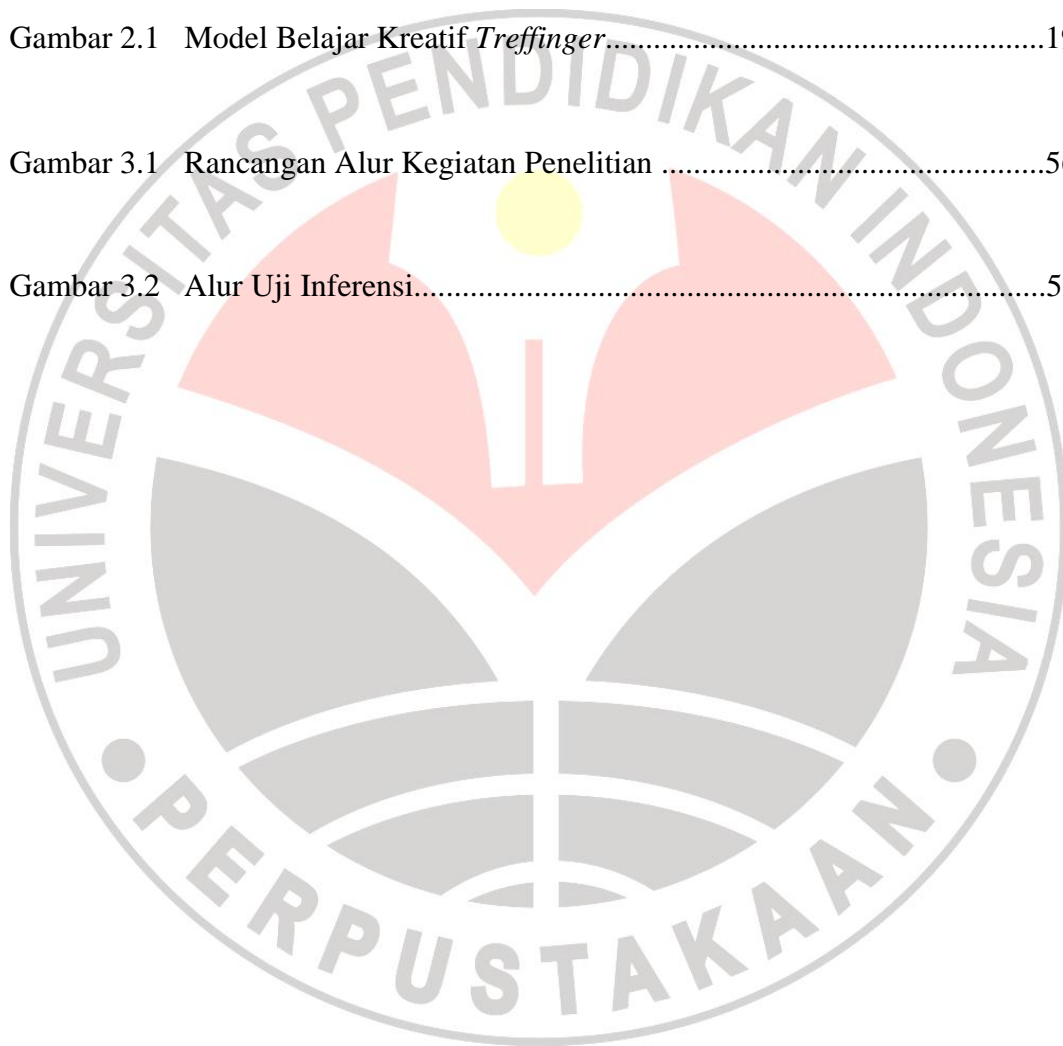 Gambar 2.1 Model Belajar Kreatif Treffinger..................................................1
Gambar 3.1 Rancangan Alur Kegiatan Penelitian ............................................5
Gambar 3.2 Alur Uji Inferensi.........................................................................5
UNIVERSITAS PENDIDIKAN INDONESIA
PERPUSTAKAAN